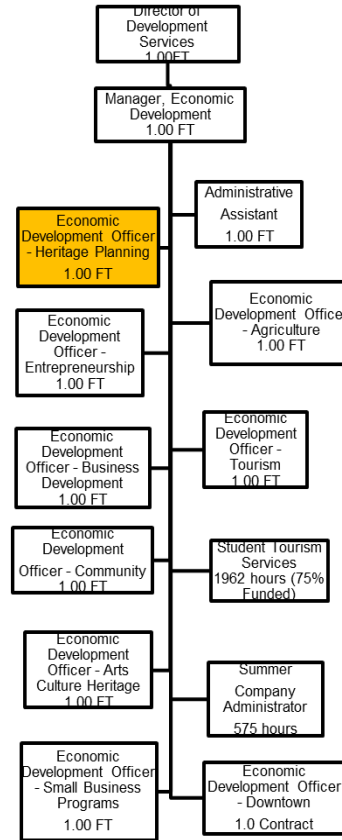 Director of
Development
Services
1.00FT
Manager, Economic
Development
1.00 FT
Administrative
Assistant
1.00 FT
Economic
Development Officer
- Heritage Planning
1.00 FT
Economic
Development Office
- Agriculture
1.00 FT
Economic
Development
Officer -
Entrepreneurship
1.00 FT
Economic
Development
Officer -
Tourism
1.00 FT
Economic
Development
Officer - Business
Development
1.00 FT
Economic
Development
Officer - Community
1.00 FT
Student Tourism
Services
1962 hours (75%
Funded)
Economic
Development
Officer - Arts
Culture Heritage
1.00 FT
Summer
Company
Administrator
575 hours
Economic
Development Officer
- Small Business
Programs
1.00 FT
Economic
Development Officer
- Downtown
1.0 Contract